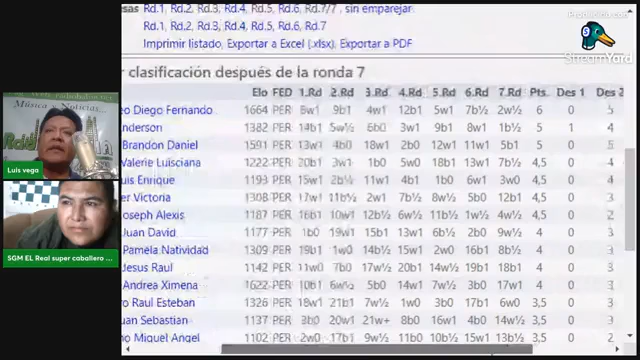 esas Rd.1, Rd.2, Rd.3, Rd.4, Rd.5, Rd.6, Rd.7/7 , sin emparejar
Rd.1, Rd.2, Rd.3, Rd.4, Rd.5, Rd.6, Rd.7
Imprimir listado, Exportar a Excel (.xlsx), Exportar a PDF
StreamYard
r clasificación después de la ronda 7
Elo FED 1.Rd 2.Rd 3.Rd 4.Rd 5.Rd 6.Rd 7.Rd Pts. Des 1 Des 2
eo Diego Fernando 1664 PER 8w1 9b1 4w1 12b1 5w1 7b½ 2w½ 6 0 5
Anderson 1382 PER 14b1 5w½ 6b0 3w1 9b1 8w1 1b½ 5 1 4
Brandon Daniel 1591 PER 13w1 4b0 18w1 2b0 12w1 11w1 5b1 5 0
Valerie Luisciana 1222 PER 20b1 3w1 1b0 5w0 18b1 13w1 7b½ 4,5 0 4
uis Enrique 1193 PER 15w1 2b½ 11w1 4b1 1b0 6w1 3w0 4,5 0 4
er Victoria 1308 PER 17w1 11b½ 2w1 7b½ 8w½ 5b0 12b1 4,5 0
oseph Alexis 1187 PER 16b1 10w1 12b½ 6w½ 11b½ 1w½ 4w½ 4,5 0
Juan David 1177 PER 1b0 19w1 15b1 13w1 6b½ 2b0 9w½ 4 0
Pamela Natividad 1309 PER 19b1 1w0 14b½ 15w1 2w0 16b1 8b½ 4 0
Jesus Raul 1142 PER 11w0 7b0 17w½ 20b1 14w½ 19b1 18b1 4 0
Andrea Ximena 1622 PER 10b1 6w½ 5b0 14w1 7w½ 3b0 17w1 4 0
ro Raul Esteban 1326 PER 18w1 21b1 7w½ 1w0 3b0 17b1 6w0 3,5 0 3
uan Sebastian 1137 PER 3b0 20w1 21w+ 8b0 16w1 4b0 14w½ 3,5 0
mo Miguel Angel 1102 PER 2w0 17b1 9w½ 11b0 10b½ 15w1 13b½ 3,5 0
Música y Noticias...
Luis vega
SGM EL Real super caballero ...